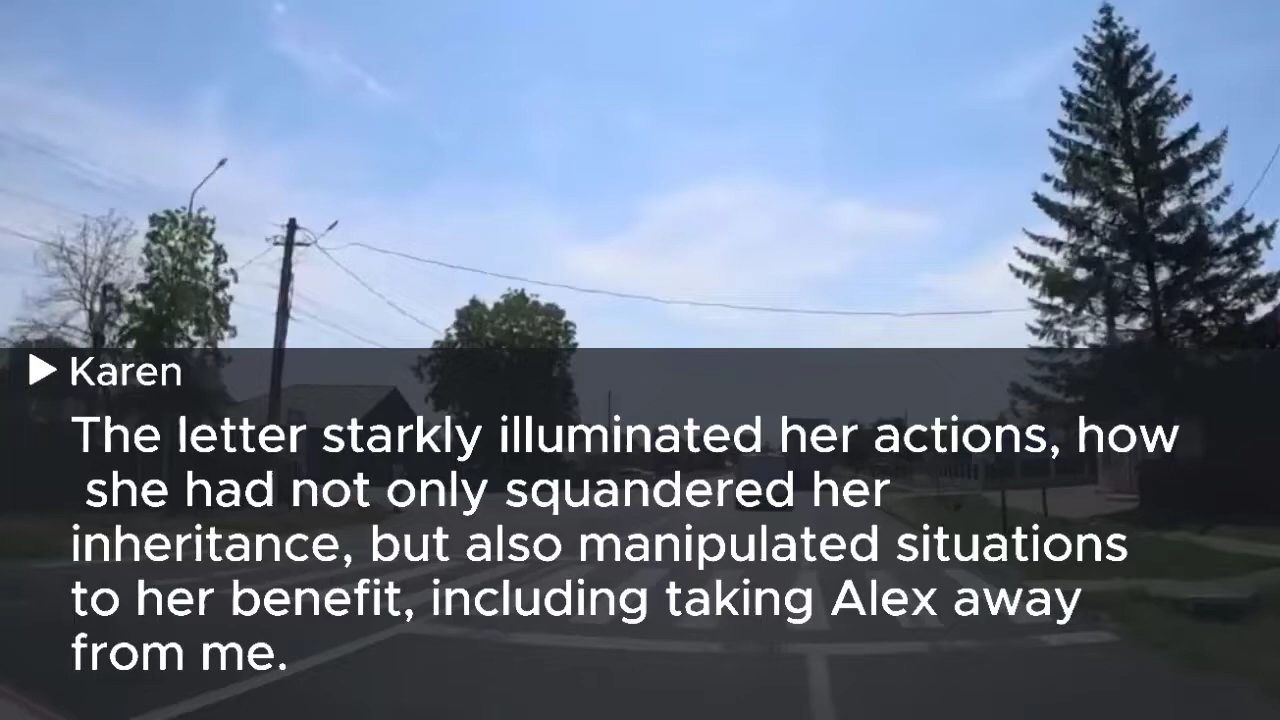 Karen
The letter starkly illuminated her actions, how
she had not only squandered her
inheritance, but also manipulated situations
to her benefit, including taking Alex away
from me.